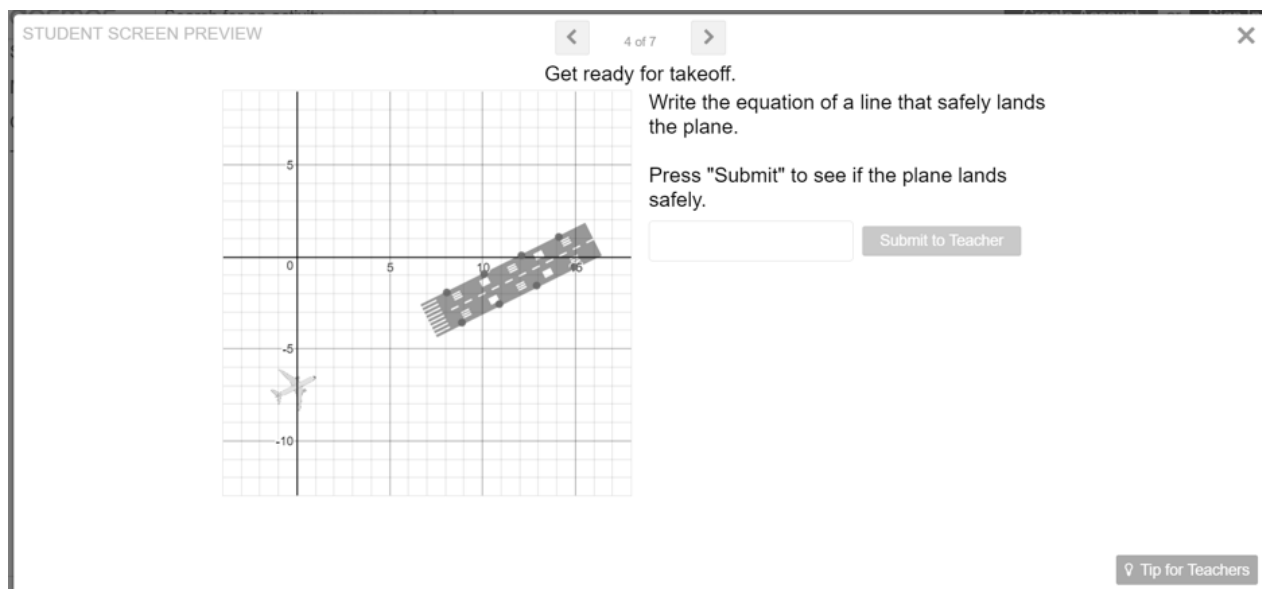 STUDENT SCREEN PREVIEW
4 of 7
Get ready for takeoff.
Write the equation of a line that safely lands
the plane.
Press "Submit" to see if the plane lands
safely.
Submit to Teacher
5
0
5
10
-5
-10
Tip for Teachers